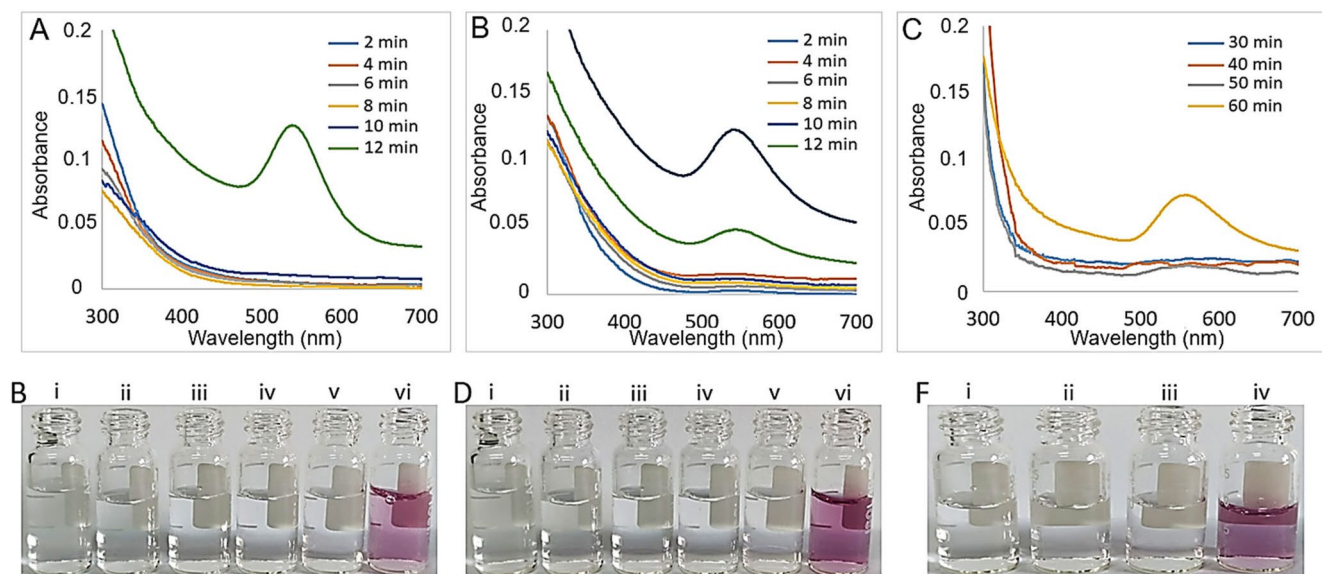 A
0.2
0.15
0.1
0.05
0
Absorbance
2 min
4 min
6 min
8 min
10 min
12 min
300 400 500 600 700
Wavelength (nm)
B
0.2
0.15
0.1
0.05
0
Absorbance
2 min
4 min
6 min
8 min
10 min
12 min
300 400 500 600 700
Wavelength (nm)
C
0.2
0.15
0.1
0.05
0
Absorbance
30 min
40 min
50 min
60 min
300 400 500 600 700
Wavelength (nm)
B i ii iii iv v vi
D i ii iii iv v vi
F i ii iii iv